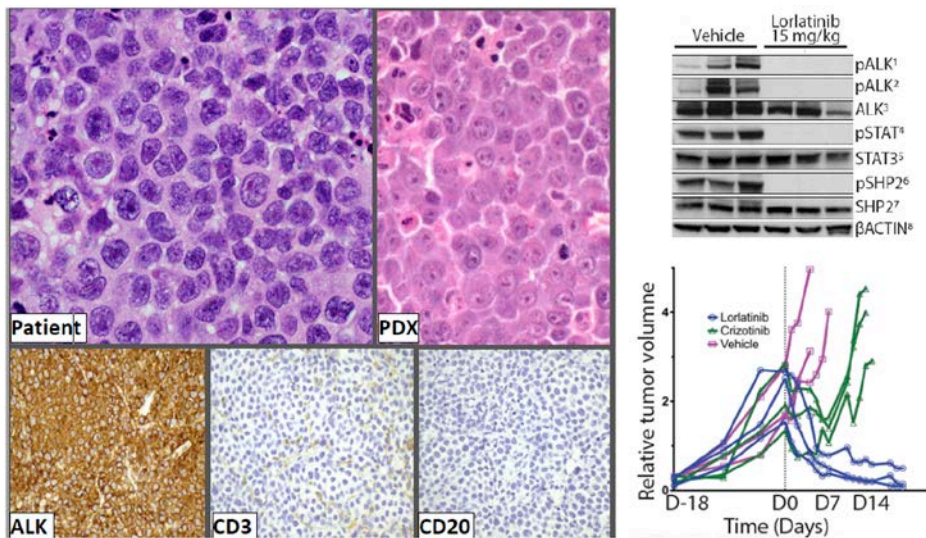 Patient
PDX
ALK
CD3
CD20
Vehicle
Lorlatinib
15 mg/kg
pALK¹
pALK²
ALK³
pSTAT⁴
STAT3⁵
pSHP2⁶
SHP2⁷
βACTIN⁸
Relative tumor volumne
4
2
0
Lorlatinib
Crizotinib
Vehicle
D-18
D0
D7
D14
Time (Days)